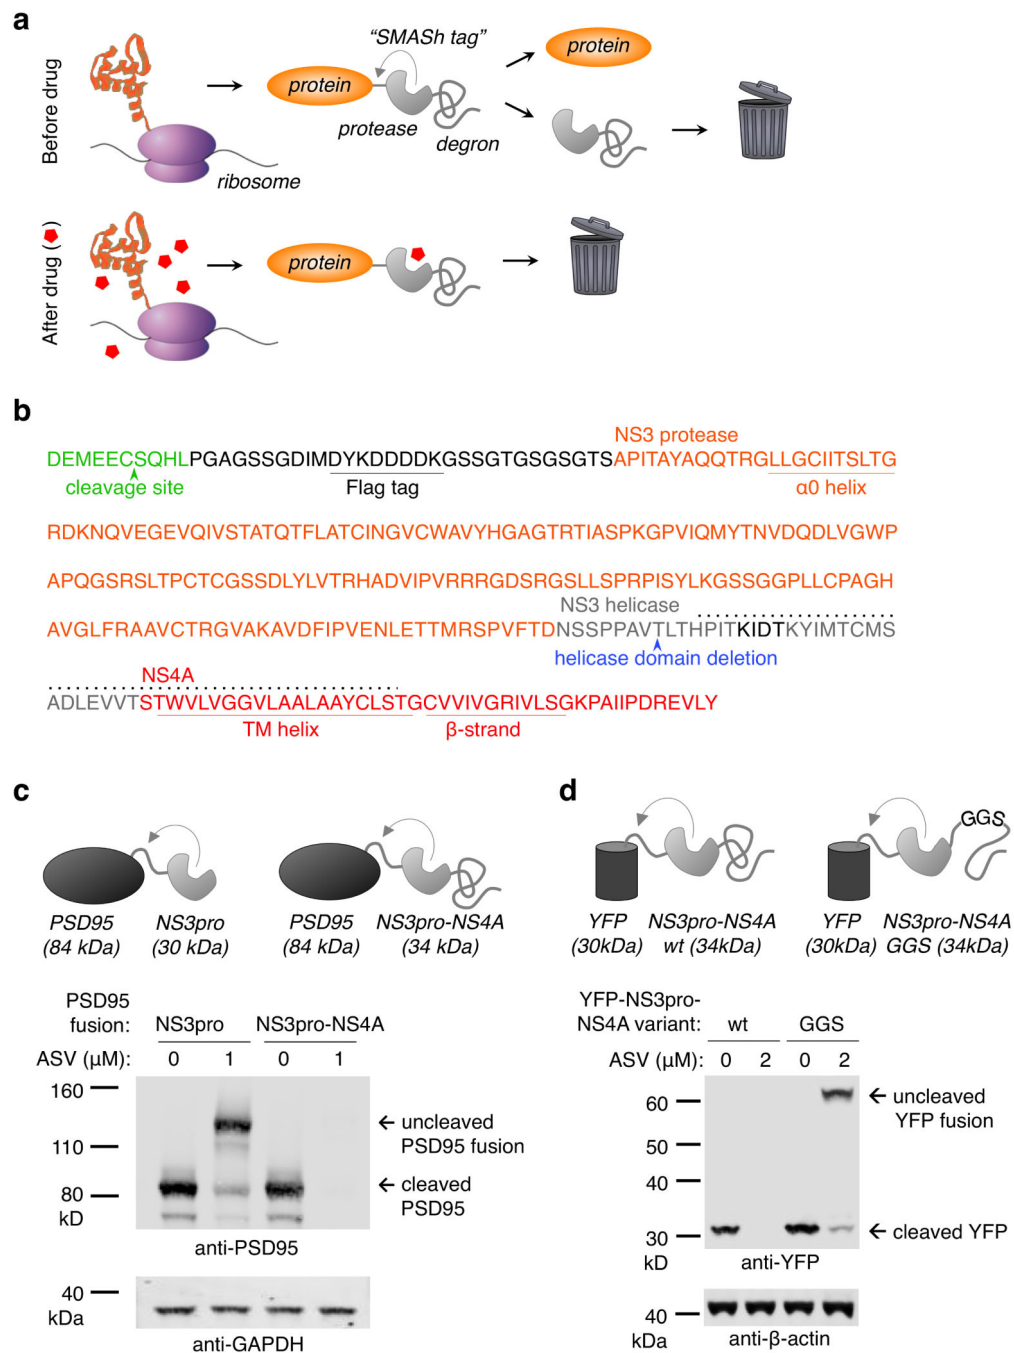 a
Before drug
"SMASh tag"
protein
protein
protease
degron
ribosome
After drug ( )
protein
b
NS3 protease
DEMEECSQHLPGAGSSGDIMDYKDDDDKGSSGTGSGSGTSAPITAYAQQTRGLLGCIITSLTG
cleavage site
Flag tag
α0 helix
RDKNQVEGEVQIVSTATQTFLATCINGVCWAVYHGAGTRTIASPKGPVIQMYTNVDQDLVGWP
APQGSRSLTPCTCGSSDLYLVTRHADVIPVRRRGDSRGSLLSPRPISYLKGSSGGPLLCPAGH
NS3 helicase
AVGLFRAAVCTRGVAKAVDFIPVENLETTMRSPVFTDNSSPPAVTLTHPITKIDTKYIMTCMS
helicase domain deletion
NS4A
ADLEVVTSTWVLVGGVLAALAAYCLSTGCVVIVGRIVLSGKPAIIPDREVLY
TM helix
β-strand
c
PSD95
(84 kDa)
NS3pro
(30 kDa)
PSD95
(84 kDa)
NS3pro-NS4A
(34 kDa)
PSD95
fusion:
NS3pro
NS3pro-NS4A
ASV (μM):
0
1
0
1
160
110
80
kD
uncleaved
PSD95 fusion
cleaved
PSD95
anti-PSD95
40
kDa
anti-GAPDH
d
GGS
YFP
(30kDa)
NS3pro-NS4A
wt (34kDa)
YFP
(30kDa)
NS3pro-NS4A
GGS (34kDa)
YFP-NS3pro-
NS4A variant:
wt
GGS
ASV (μM):
0
2
0
2
60
50
40
30
kD
uncleaved
YFP fusion
cleaved YFP
anti-YFP
40
kDa
anti-β-actin